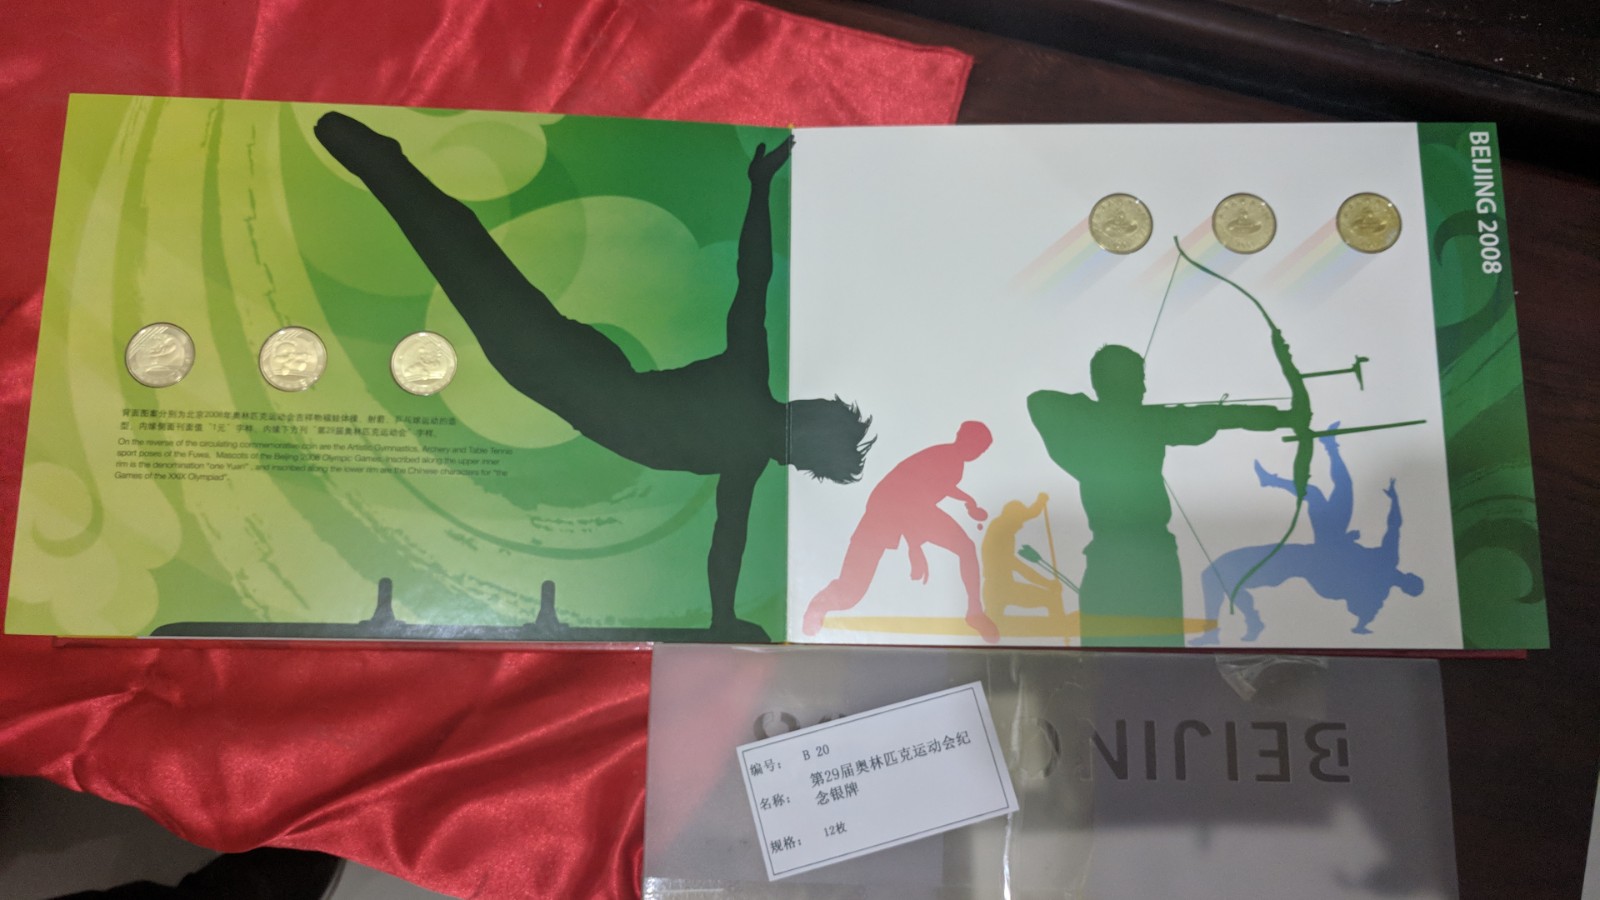 BEIJING 2008
背面图案分别为北京2008年奥林匹克运动会吉祥物福娃体操、射箭、乒乓球运动的造
型，内缘侧面刊面值“1元”字样，内缘下方刊“第29届奥林匹克运动会”字样。
On the reverse of the circulating commemorative coin are the Artistic Gymnastics, Archery and Table Tennis
sport poses of the Fuwa, Mascots of the Beijing 2008 Olympic Games, inscribed along the upper inner
rim is the denomination "one Yuan", and inscribed along the lower rim are the Chinese characters for "the
Games of the XXIX Olympiad".
BEIJING
编号： B 20
名称： 第29届奥林匹克运动会纪
念银牌
规格： 12枚